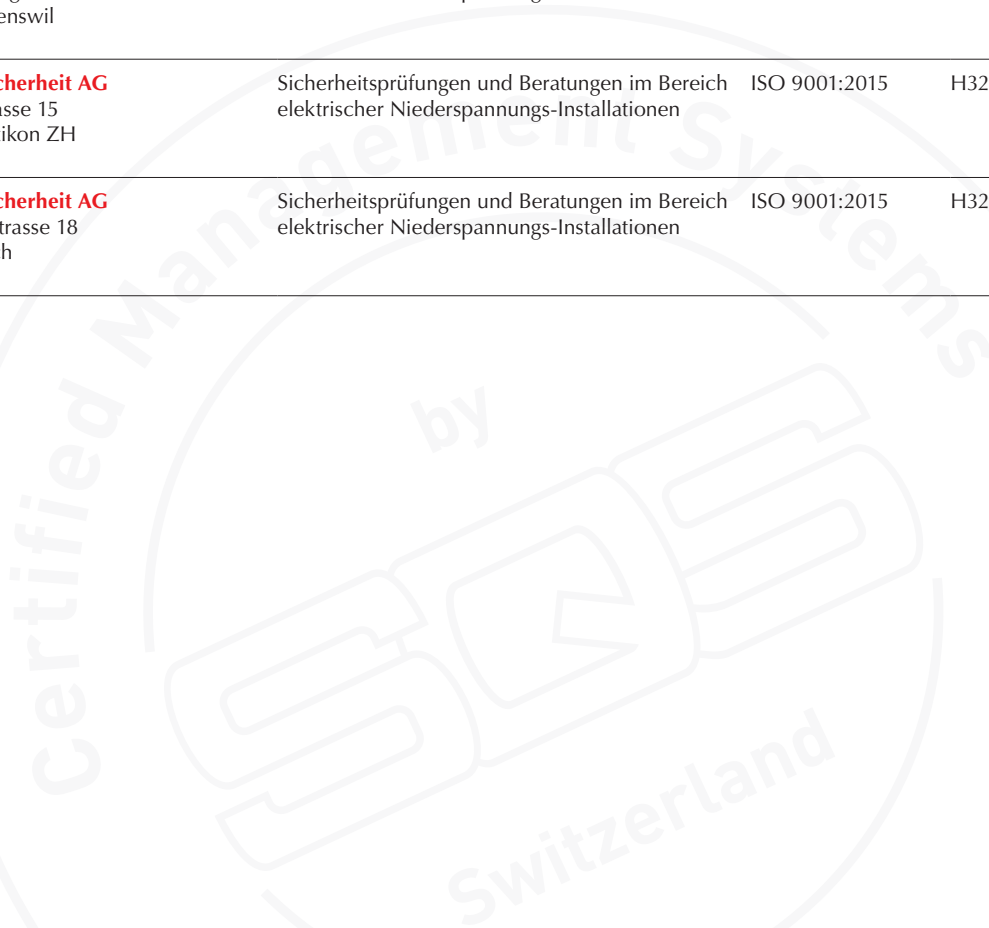 enswil
cherheit AG Sicherheitsprüfungen und Beratungen im Bereich ISO 9001:2015 H32
asse 15 elektrischer Niederspannungs-Installationen
ikon ZH
cherheit AG Sicherheitsprüfungen und Beratungen im Bereich ISO 9001:2015 H32
trasse 18 elektrischer Niederspannungs-Installationen
ch
Certified Management Systems
by
SQS
Switzerland